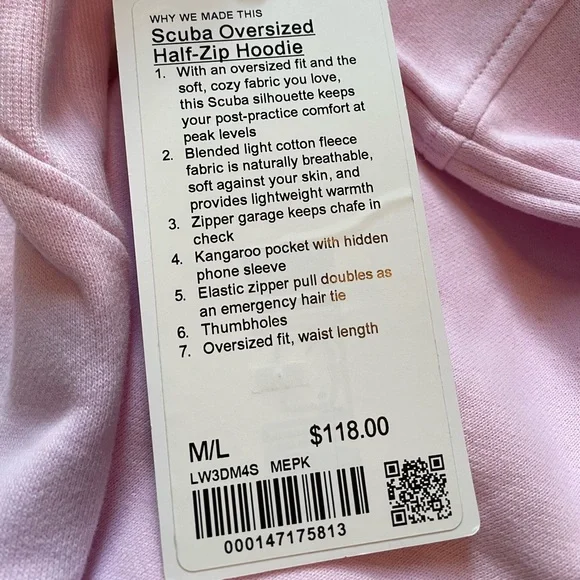 WHY WE MADE THIS
Scuba Oversized
Half-Zip Hoodie
1. With an oversized fit and the
soft, cozy fabric you love,
this Scuba silhouette keeps
your post-practice comfort at
peak levels
2. Blended light cotton fleece
fabric is naturally breathable,
soft against your skin, and
provides lightweight warmth
3. Zipper garage keeps chafe in
check
4. Kangaroo pocket with hidden
phone sleeve
5. Elastic zipper pull doubles as
an emergency hair tie
6. Thumbholes
7. Oversized fit, waist length
M/L $118.00
LW3DM4S MEPK
000147175813